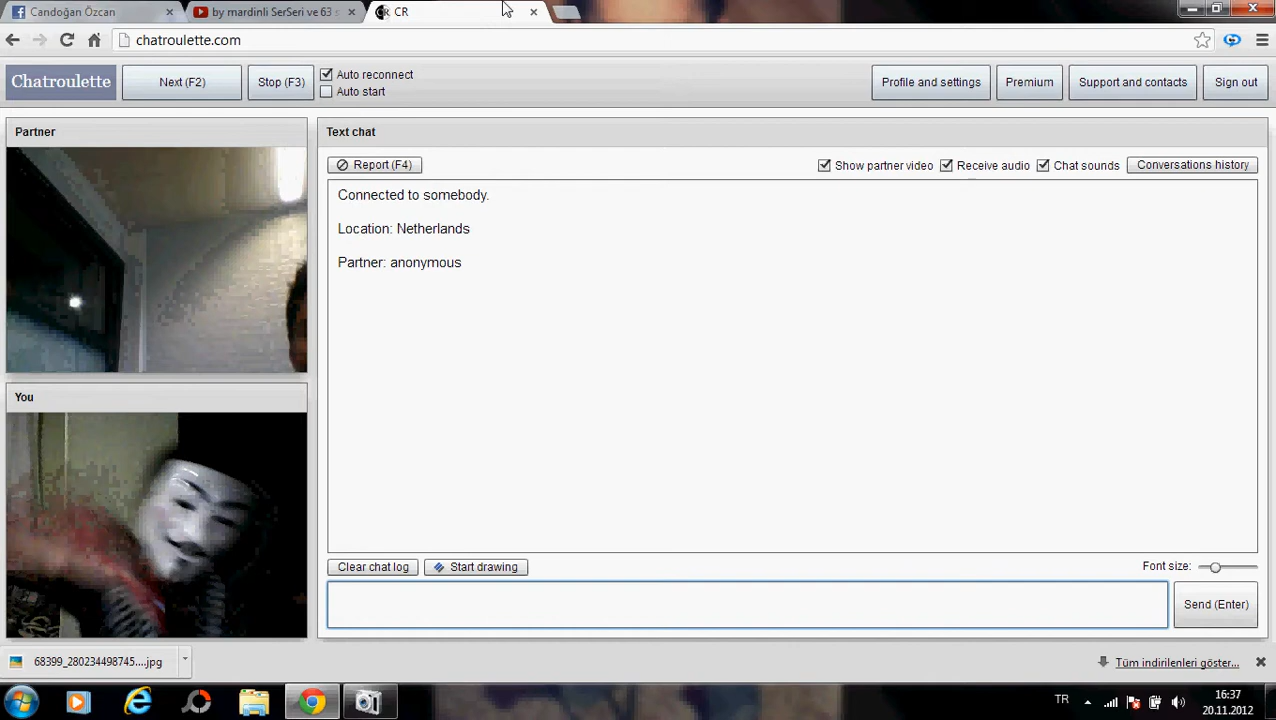 Candoğan Özcan
by mardinli SerSeri ve 63 s
CR
chatroulette.com
Chatroulette
Next (F2)
Stop (F3)
Auto reconnect
Auto start
Profile and settings
Premium
Support and contacts
Sign out
Partner
Text chat
Report (F4)
Show partner video
Receive audio
Chat sounds
Conversations history
Connected to somebody.
Location: Netherlands
Partner: anonymous
You
Clear chat log
Start drawing
Font size:
Send (Enter)
68399_280234498745....jpg
Tüm indirilenleri göster...
TR
16:37
20.11.2012